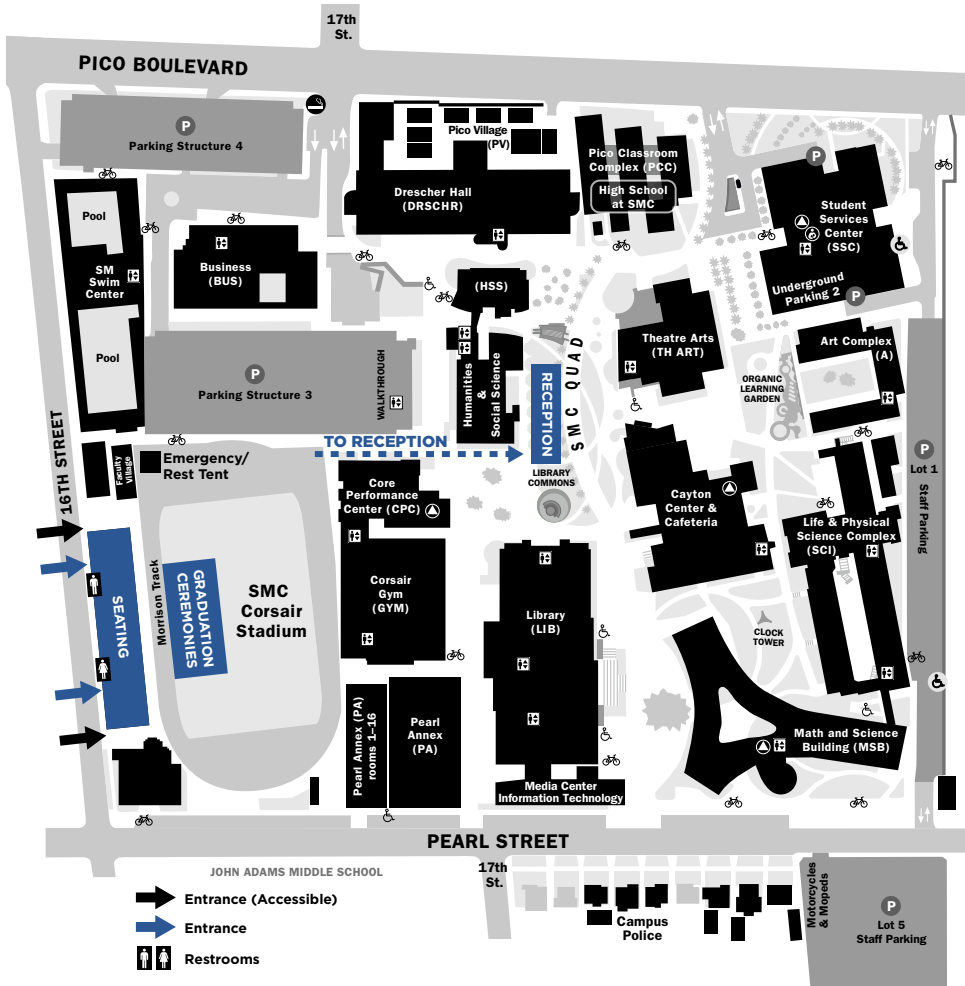 17th
St.
PICO BOULEVARD
P
Parking Structure 4
Pico Village
(PV)
Pico Classroom
Complex (PCC)
High School
at SMC
P
Drescher Hall
(DRSCHR)
Student
Services
Center
(SSC)
Pool
SM
Swim
Center
Business
(BUS)
(HSS)
Underground
Parking 2
P
Pool
P
Parking Structure 3
WALKTHROUGH
Humanities
&
Social Science
RECEPTION
SMC QUAD
Theatre Arts
(TH ART)
ORGANIC
LEARNING
GARDEN
Art Complex
(A)
16TH STREET
Faculty
Village
Emergency/
Rest Tent
TO RECEPTION
LIBRARY
COMMONS
Core
Performance
Center (CPC)
Cayton
Center &
Cafeteria
Life & Physical
Science Complex
(SCI)
P
Lot 1
Staff Parking
SEATING
Morrison Track
GRADUATION
CEREMONIES
SMC
Corsair
Stadium
Corsair
Gym
(GYM)
Library
(LIB)
CLOCK
TOWER
Pearl Annex (PA)
rooms 1–16
Pearl
Annex
(PA)
Math and Science
Building (MSB)
Media Center
Information Technology
PEARL STREET
JOHN ADAMS MIDDLE SCHOOL
17th
St.
Entrance (Accessible)
Entrance
Restrooms
Campus
Police
Motorcycles
& Mopeds
P
Lot 5
Staff Parking